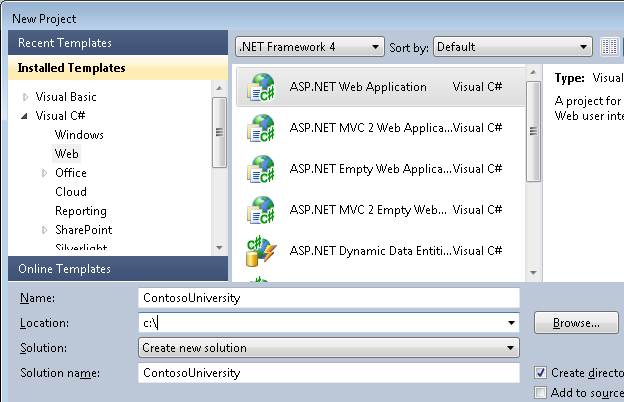 New Project
Recent Templates
Installed Templates
Visual Basic
Visual C#
Windows
Web
Office
Cloud
Reporting
SharePoint
Silverlight
Online Templates
.NET Framework 4 Sort by: Default
ASP.NET Web Application Visual C#
ASP.NET MVC 2 Web Applica... Visual C#
ASP.NET Empty Web Applica... Visual C#
ASP.NET MVC 2 Empty Web... Visual C#
ASP.NET Dynamic Data Entiti... Visual C#
Type: Visual
A project for
Web user inte
Name: ContosoUniversity
Location: c:\
Browse...
Solution: Create new solution
Solution name: ContosoUniversity
Create directo
Add to source